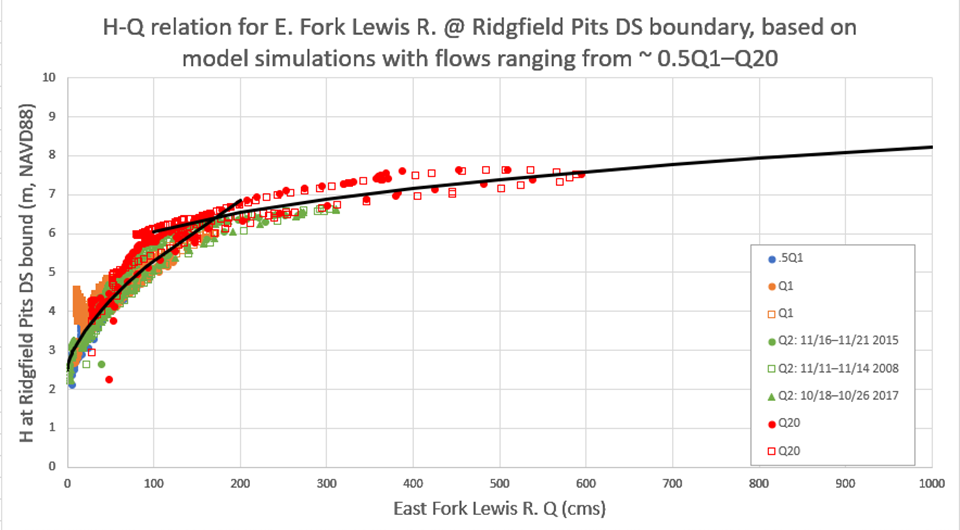 H-Q relation for E. Fork Lewis R. @ Ridgfield Pits DS boundary, based on
model simulations with flows ranging from ~ 0.5Q1–Q20
H at Ridgfield Pits DS bound (m, NAVD88)
10
9
8
7
6
5
4
3
2
1
0
.5Q1
Q1
Q1
Q2: 11/16–11/21 2015
Q2: 11/11–11/14 2008
Q2: 10/18–10/26 2017
Q20
Q20
0 100 200 300 400 500 600 700 800 900 1000
East Fork Lewis R. Q (cms)